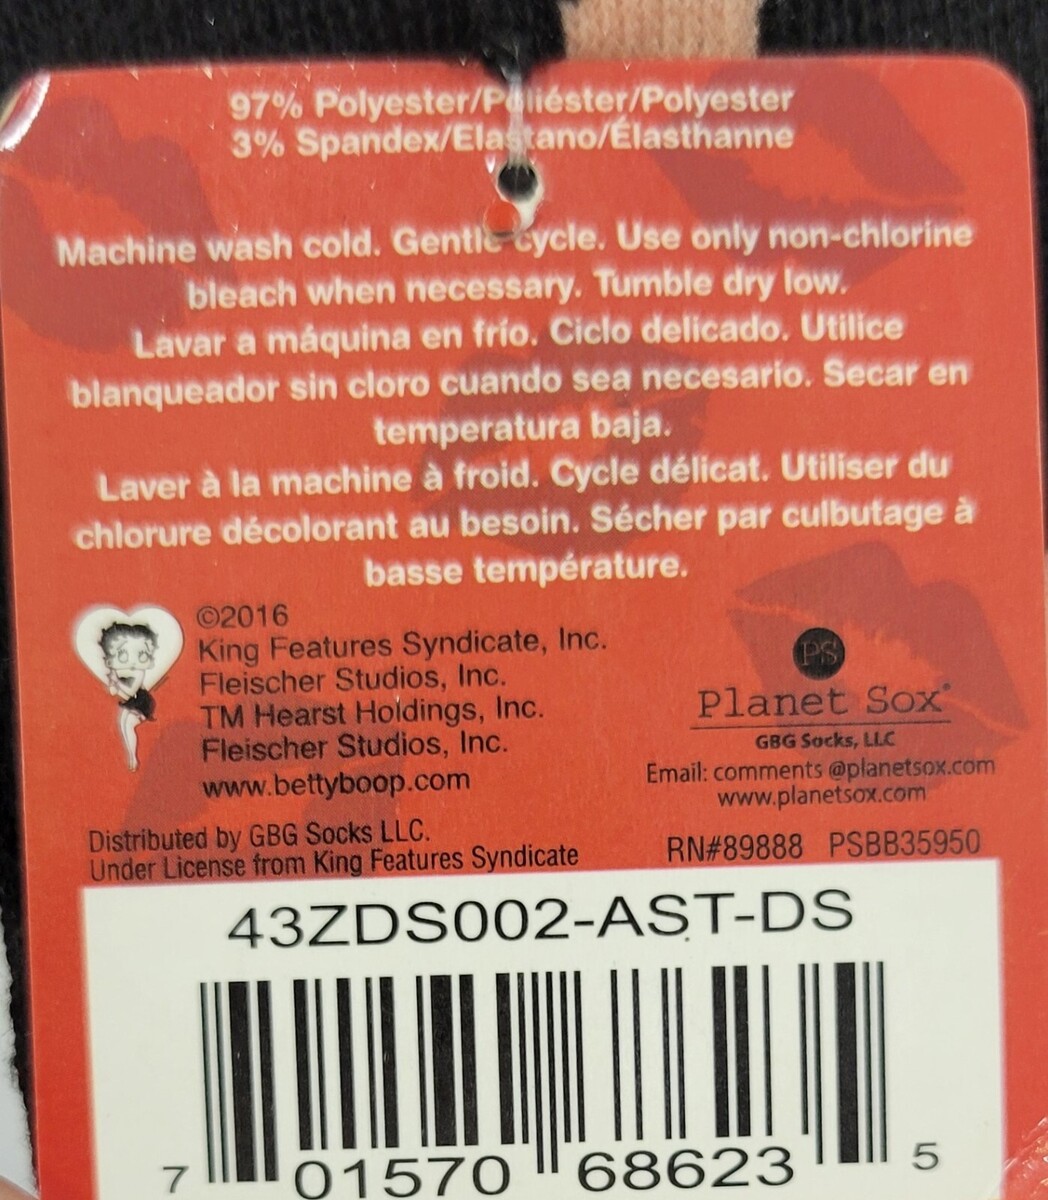 97% Polyester/Poliéster/Polyester
3% Spandex/Elastano/Élasthanne
Machine wash cold. Gentle cycle. Use only non-chlorine
bleach when necessary. Tumble dry low.
Lavar a máquina en frío. Ciclo delicado. Utilice
blanqueador sin cloro cuando sea necesario. Secar en
temperatura baja.
Laver à la machine à froid. Cycle délicat. Utiliser du
chlorure décolorant au besoin. Sécher par culbutage à
basse température.
©2016
King Features Syndicate, Inc.
Fleischer Studios, Inc.
TM Hearst Holdings, Inc.
Fleischer Studios, Inc.
www.bettyboop.com
Distributed by GBG Socks LLC.
Under License from King Features Syndicate
PS
Planet Sox®
GBG Socks, LLC
Email: comments @planetsox.com
www.planetsox.com
RN#89888 PSBB35950
43ZDS002-AST-DS
7 01570 68623 5